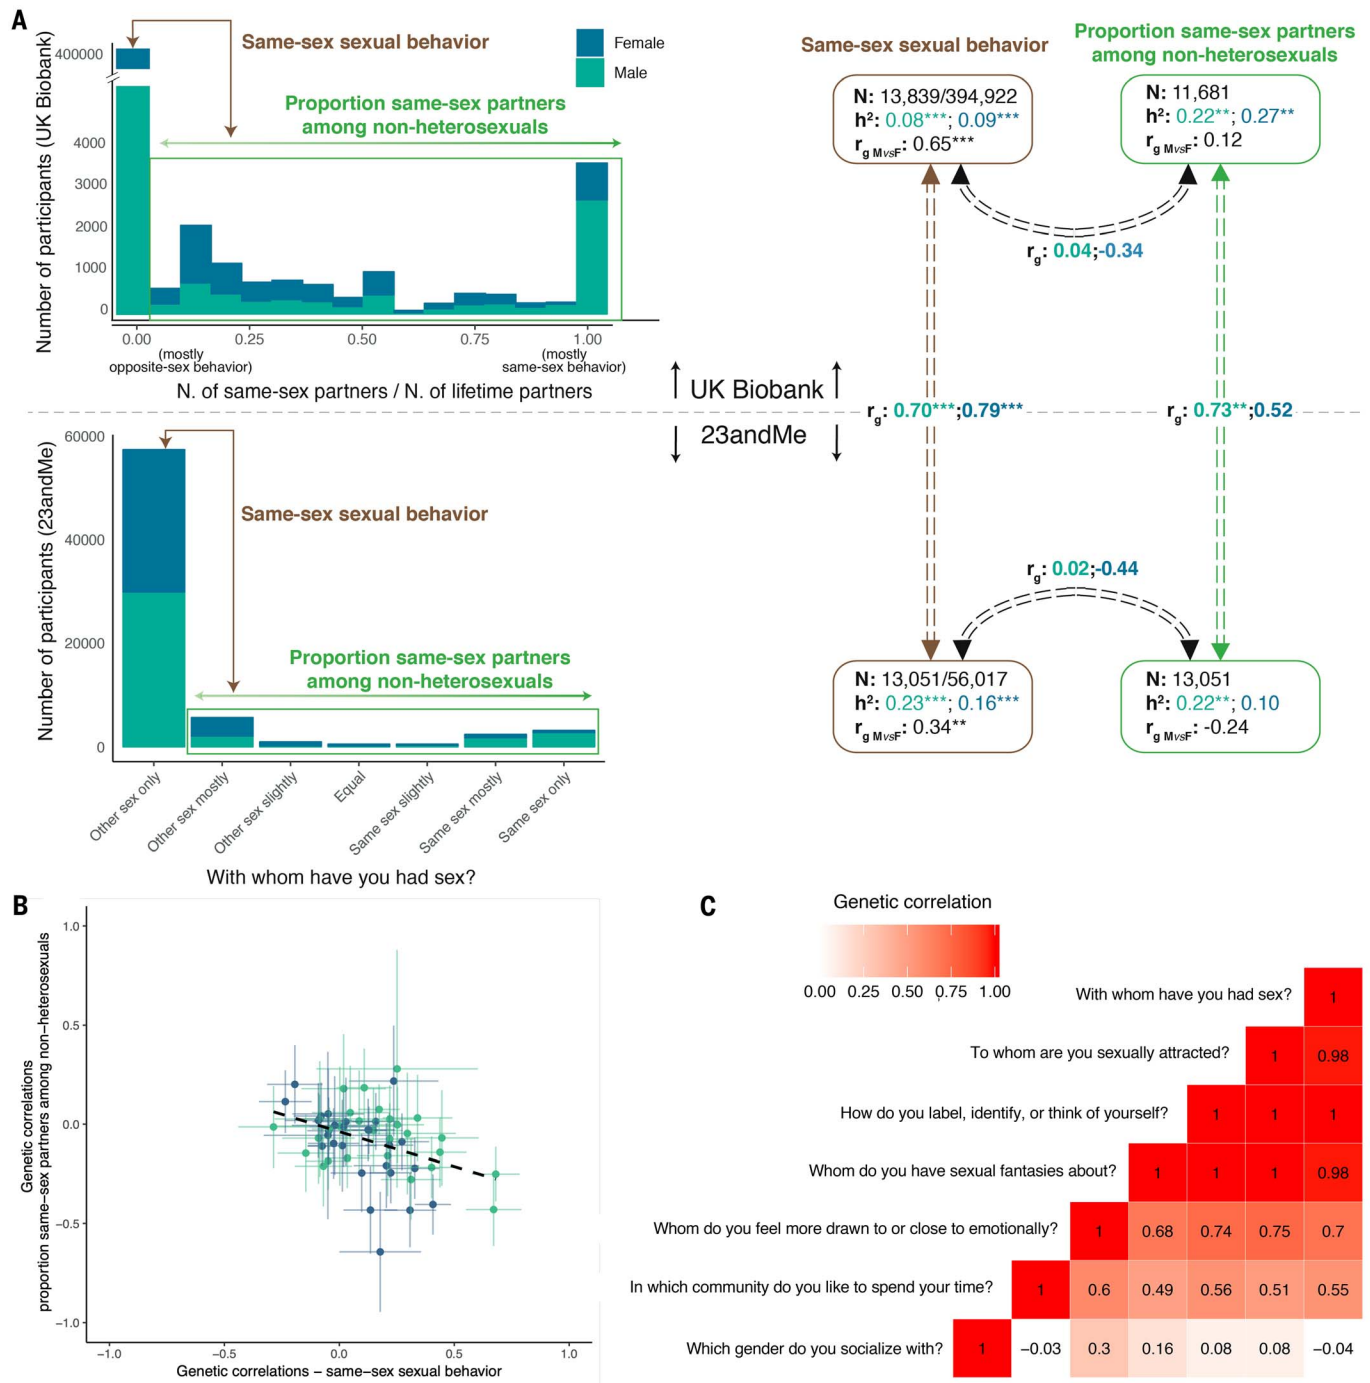 A
Number of participants (UK Biobank)
400000
4000
3000
2000
1000
0
Same-sex sexual behavior
Female
Male
Proportion same-sex partners
among non-heterosexuals
0.00
0.25
0.50
0.75
1.00
(mostly
opposite-sex behavior)
(mostly
same-sex behavior)
N. of same-sex partners / N. of lifetime partners
Same-sex sexual behavior
Proportion same-sex partners
among non-heterosexuals
N: 13,839/394,922
h²: 0.08***; 0.09***
rg MvsF: 0.65***
N: 11,681
h²: 0.22**; 0.27**
rg MvsF: 0.12
rg: 0.04;-0.34
UK Biobank
23andMe
rg: 0.70***;0.79***
rg: 0.73**;0.52
Number of participants (23andMe)
60000
40000
20000
0
Same-sex sexual behavior
Proportion same-sex partners
among non-heterosexuals
Other sex only
Other sex mostly
Other sex slightly
Equal
Same sex slightly
Same sex mostly
Same sex only
With whom have you had sex?
rg: 0.02;-0.44
N: 13,051/56,017
h²: 0.23***; 0.16***
rg MvsF: 0.34**
N: 13,051
h²: 0.22**; 0.10
rg MvsF: -0.24
B
Genetic correlations
proportion same−sex partners among non−heterosexuals
1.0
0.5
0.0
−0.5
−1.0
−1.0
−0.5
0.0
0.5
1.0
Genetic correlations − same−sex sexual behavior
C
Genetic correlation
0.00 0.25 0.50 0.75 1.00
With whom have you had sex? 1
To whom are you sexually attracted? 1 0.98
How do you label, identify, or think of yourself? 1 1 1
Whom do you have sexual fantasies about? 1 1 1 0.98
Whom do you feel more drawn to or close to emotionally? 1 0.68 0.74 0.75 0.7
In which community do you like to spend your time? 1 0.6 0.49 0.56 0.51 0.55
Which gender do you socialize with? 1 −0.03 0.3 0.16 0.08 0.08 −0.04